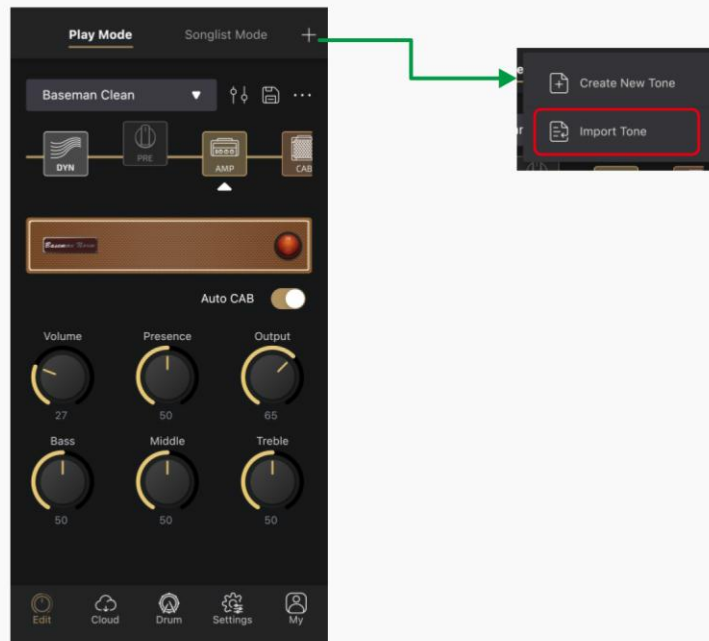 Play Mode
Songlist Mode
Baseman Clean
DYN
PRE
AMP
CAB
Auto CAB
Volume
Presence
Output
27
50
65
Bass
Middle
Treble
50
50
50
Edit
Cloud
Drum
Settings
My
Create New Tone
Import Tone